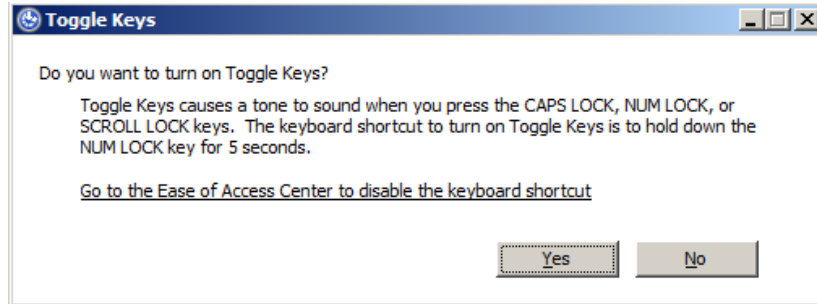 Toggle Keys
Do you want to turn on Toggle Keys?
Toggle Keys causes a tone to sound when you press the CAPS LOCK, NUM LOCK, or
SCROLL LOCK keys.  The keyboard shortcut to turn on Toggle Keys is to hold down the
NUM LOCK key for 5 seconds.
Go to the Ease of Access Center to disable the keyboard shortcut
Yes No